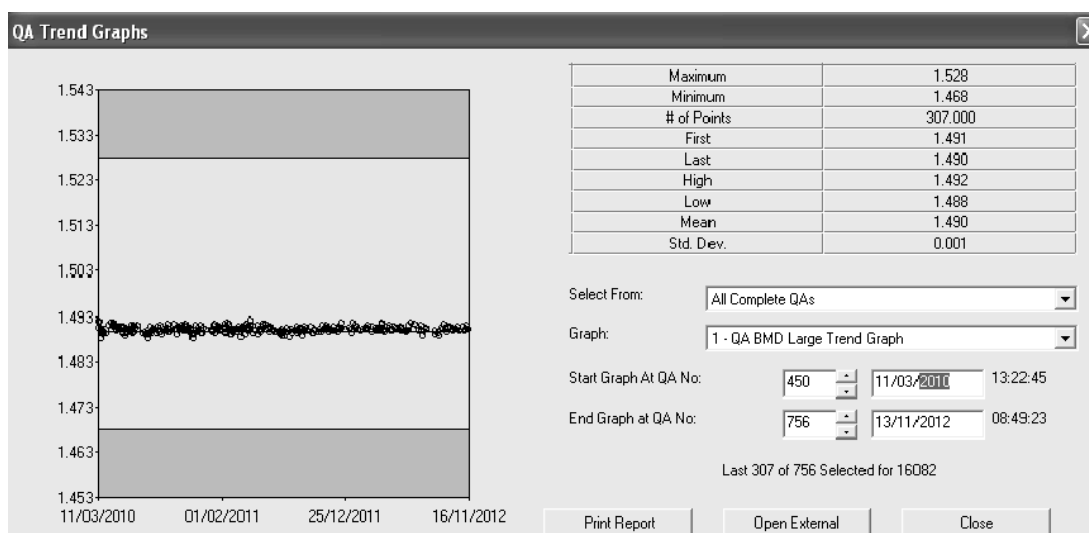 QA Trend Graphs
1.543
1.533
1.523
1.513
1.503
1.493
1.483
1.473
1.463
1.453
11/03/2010 01/02/2011 25/12/2011 16/11/2012
Maximum 1.528
Minimum 1.468
# of Points 307.000
First 1.491
Last 1.490
High 1.492
Low 1.488
Mean 1.490
Std. Dev. 0.001
Select From: All Complete QAs
Graph: 1 - QA BMD Large Trend Graph
Start Graph At QA No: 450 11/03/2010 13:22:45
End Graph at QA No: 756 13/11/2012 08:49:23
Last 307 of 756 Selected for 16082
Print Report Open External Close